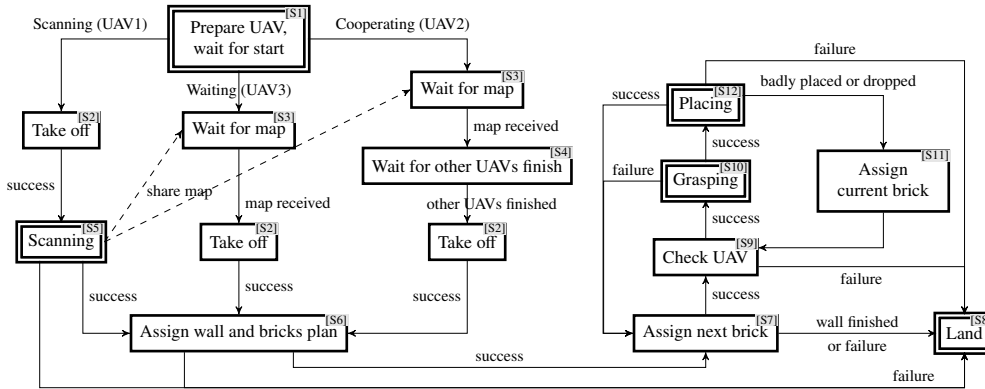 [S1]
Prepare UAV,
wait for start
Scanning (UAV1)
Cooperating (UAV2)
Waiting (UAV3)
[S2]
Take off
[S3]
Wait for map
[S3]
Wait for map
map received
[S4]
Wait for other UAVs finish
other UAVs finished
success
share map
map received
[S5]
Scanning
[S2]
Take off
[S2]
Take off
success
success
success
[S6]
Assign wall and bricks plan
success
failure
failure
badly placed or dropped
success
[S12]
Placing
success
[S11]
Assign
current brick
failure
[S10]
Grasping
success
[S9]
Check UAV
failure
success
[S7]
Assign next brick
wall finished
or failure
[S8
Land